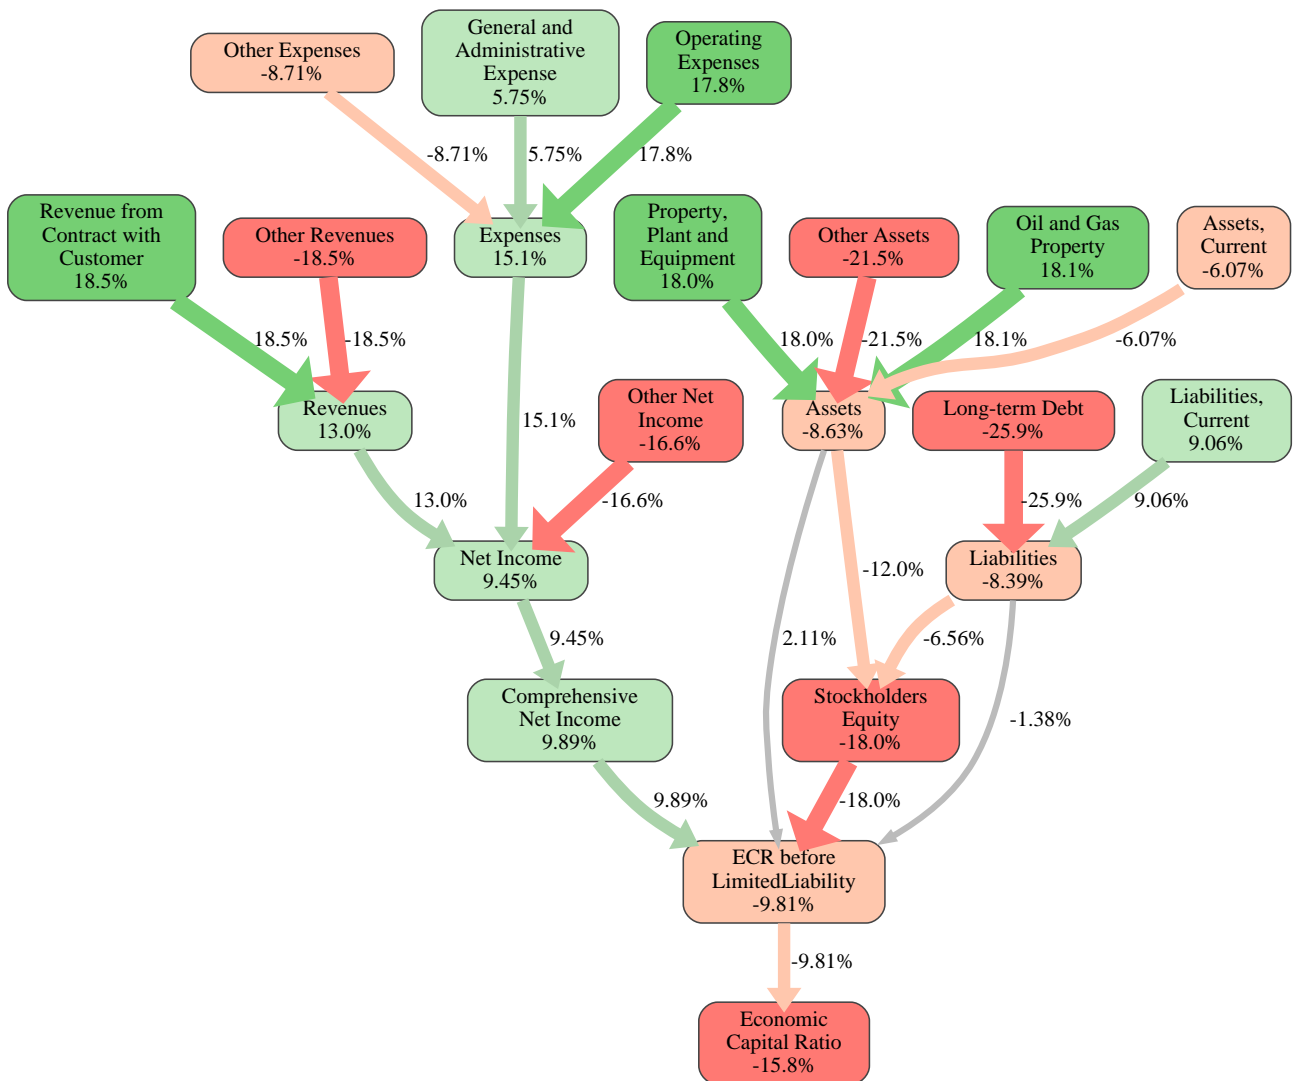 Other Expenses
-8.71%
General and
Administrative
Expense
5.75%
Operating
Expenses
17.8%
-8.71%
5.75%
17.8%
Revenue from
Contract with
Customer
18.5%
Other Revenues
-18.5%
Expenses
15.1%
Property,
Plant and
Equipment
18.0%
Other Assets
-21.5%
Oil and Gas
Property
18.1%
Assets,
Current
-6.07%
18.5%
-18.5%
18.0%
-21.5%
18.1%
-6.07%
Revenues
13.0%
15.1%
Other Net
Income
-16.6%
Assets
-8.63%
Long-term Debt
-25.9%
Liabilities,
Current
9.06%
13.0%
-16.6%
-25.9%
9.06%
Net Income
9.45%
-12.0%
Liabilities
-8.39%
9.45%
2.11%
-6.56%
-1.38%
Comprehensive
Net Income
9.89%
Stockholders
Equity
-18.0%
9.89%
-18.0%
ECR before
LimitedLiability
-9.81%
-9.81%
Economic
Capital Ratio
-15.8%